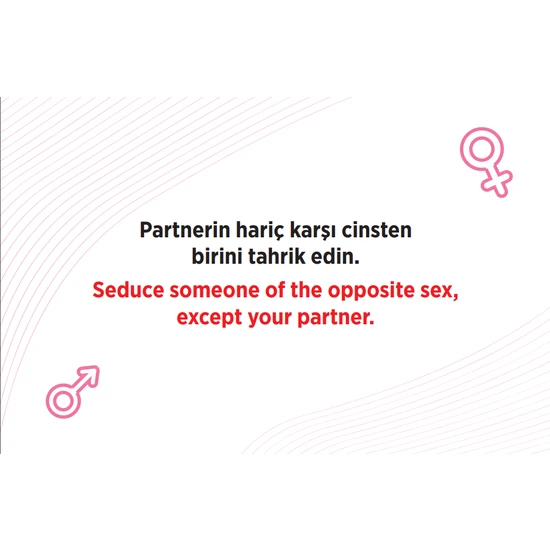 Partnerin hariç karşı cinsten
birini tahrik edin.
Seduce someone of the opposite sex,
except your partner.